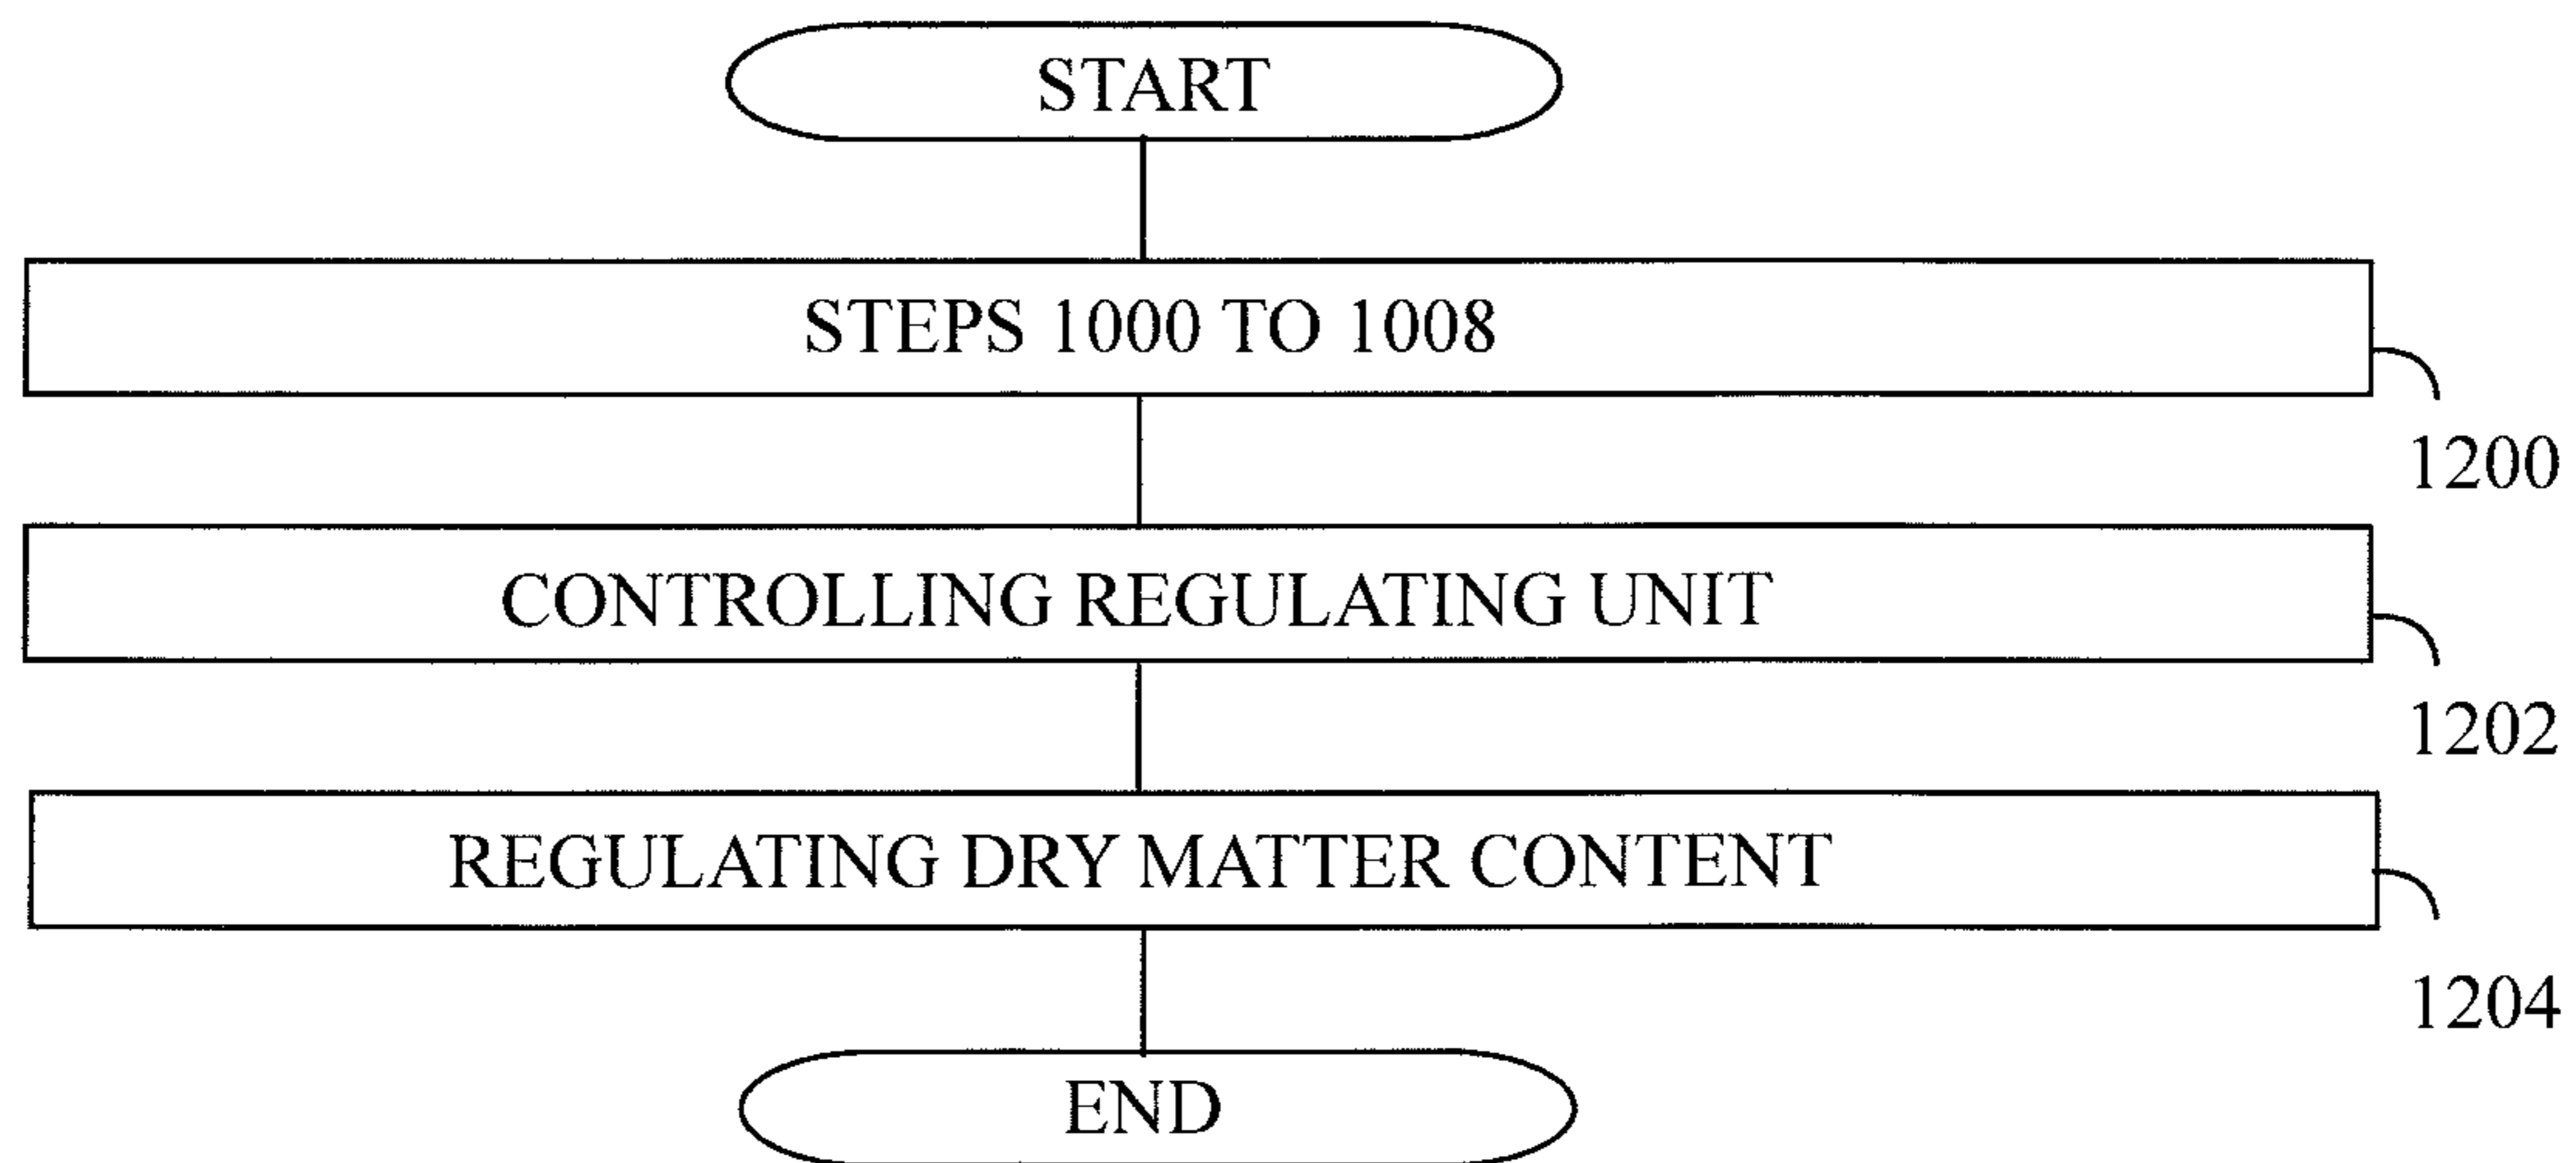 START
STEPS 1000 TO 1008
1200
CONTROLLING REGULATING UNIT
1202
REGULATING DRY MATTER CONTENT
1204
END